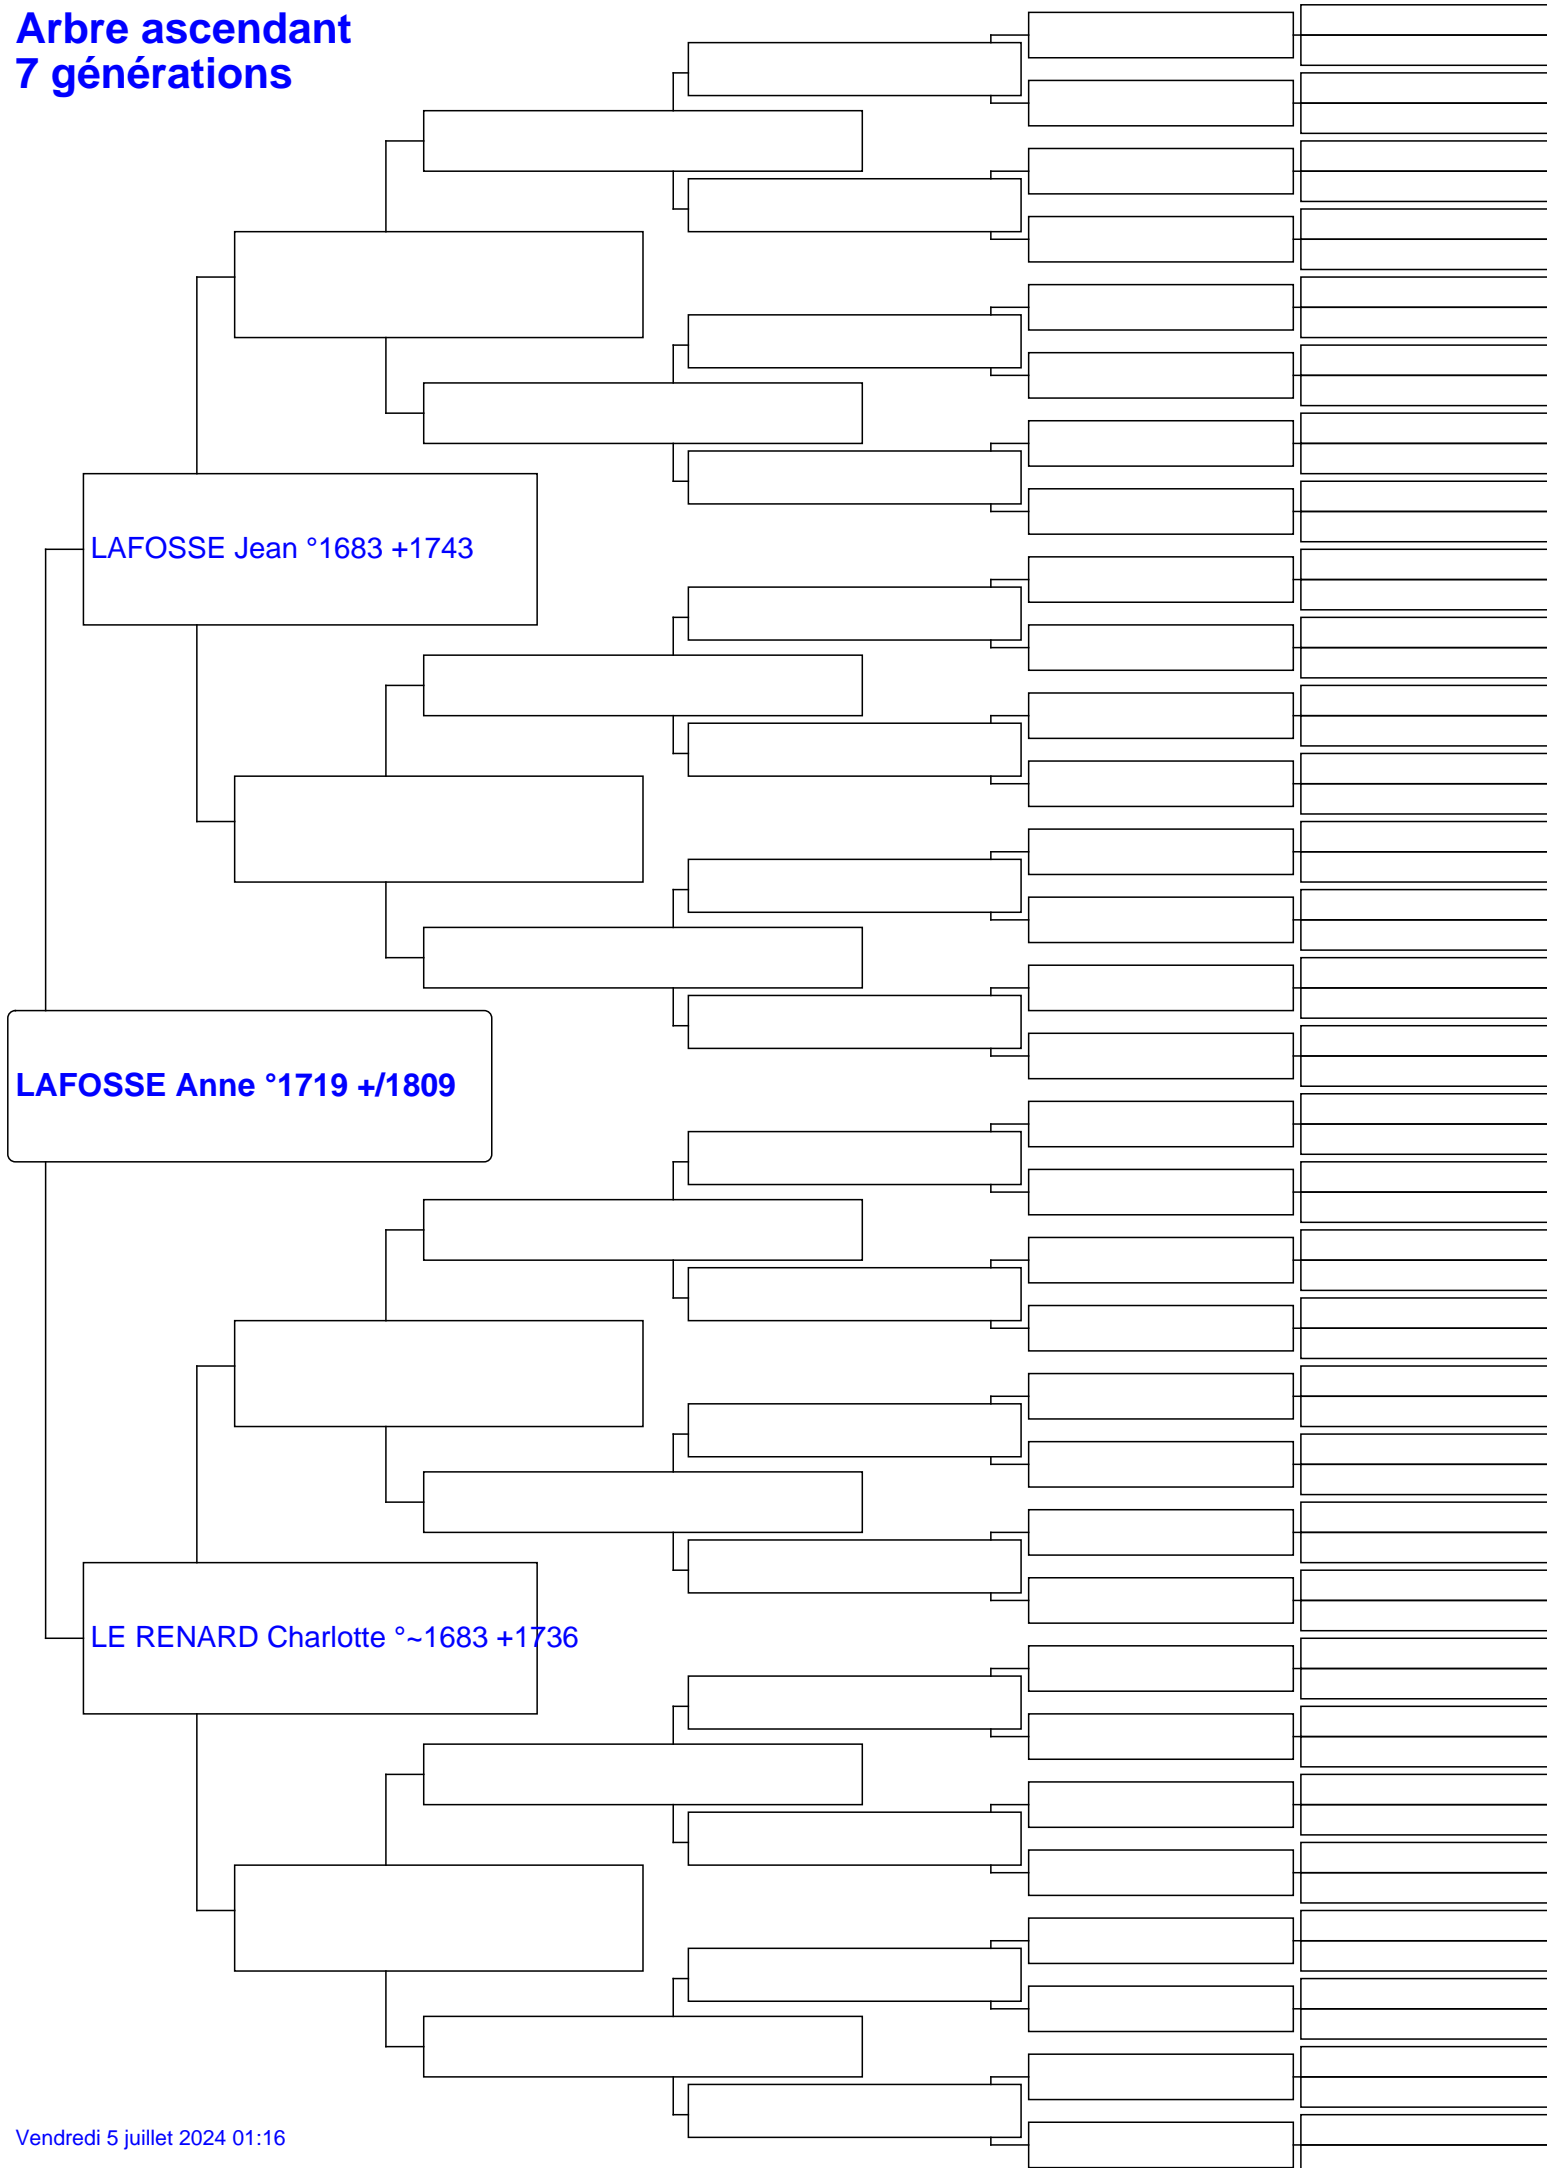 Arbre ascendant
7 générations
LAFOSSE Jean °1683 +1743
LAFOSSE Anne °1719 +/1809
LE RENARD Charlotte °~1683 +1736
Vendredi 5 juillet 2024 01:16